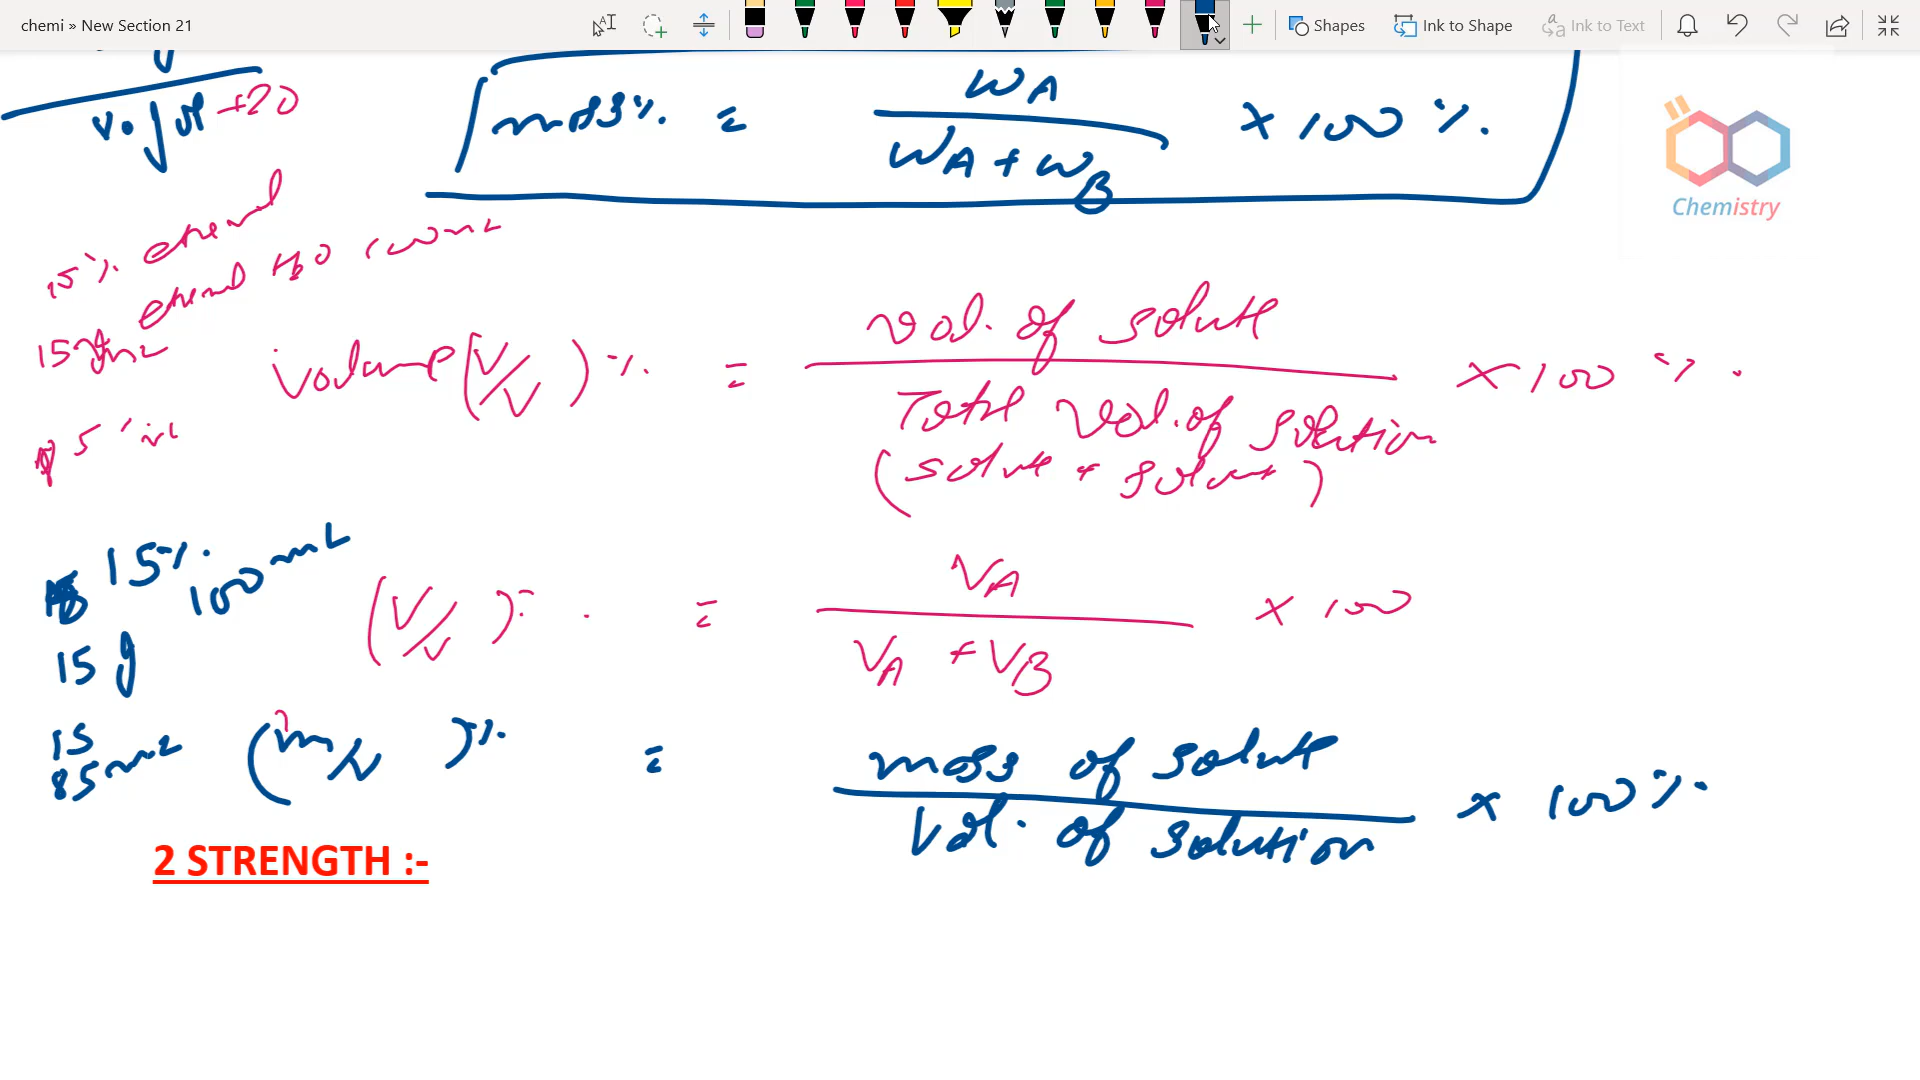 chemi » New Section 21
Shapes
Ink to Shape
Ink to Text
+20
mass% = WA / WA + WB × 100 %.
Chemistry
15% ethanol
ethanol H2O 100 mL
15
Volume (V/V) % = Vol. of solute / Total Vol. of solution × 100 %.
(solute + solvent)
15%.
100 mL
15 g
(V/V)% = VA / VA + VB × 100
15
85 mL
(m/V)% = mass of solute / Vol. of solution × 100%.
2 STRENGTH :-